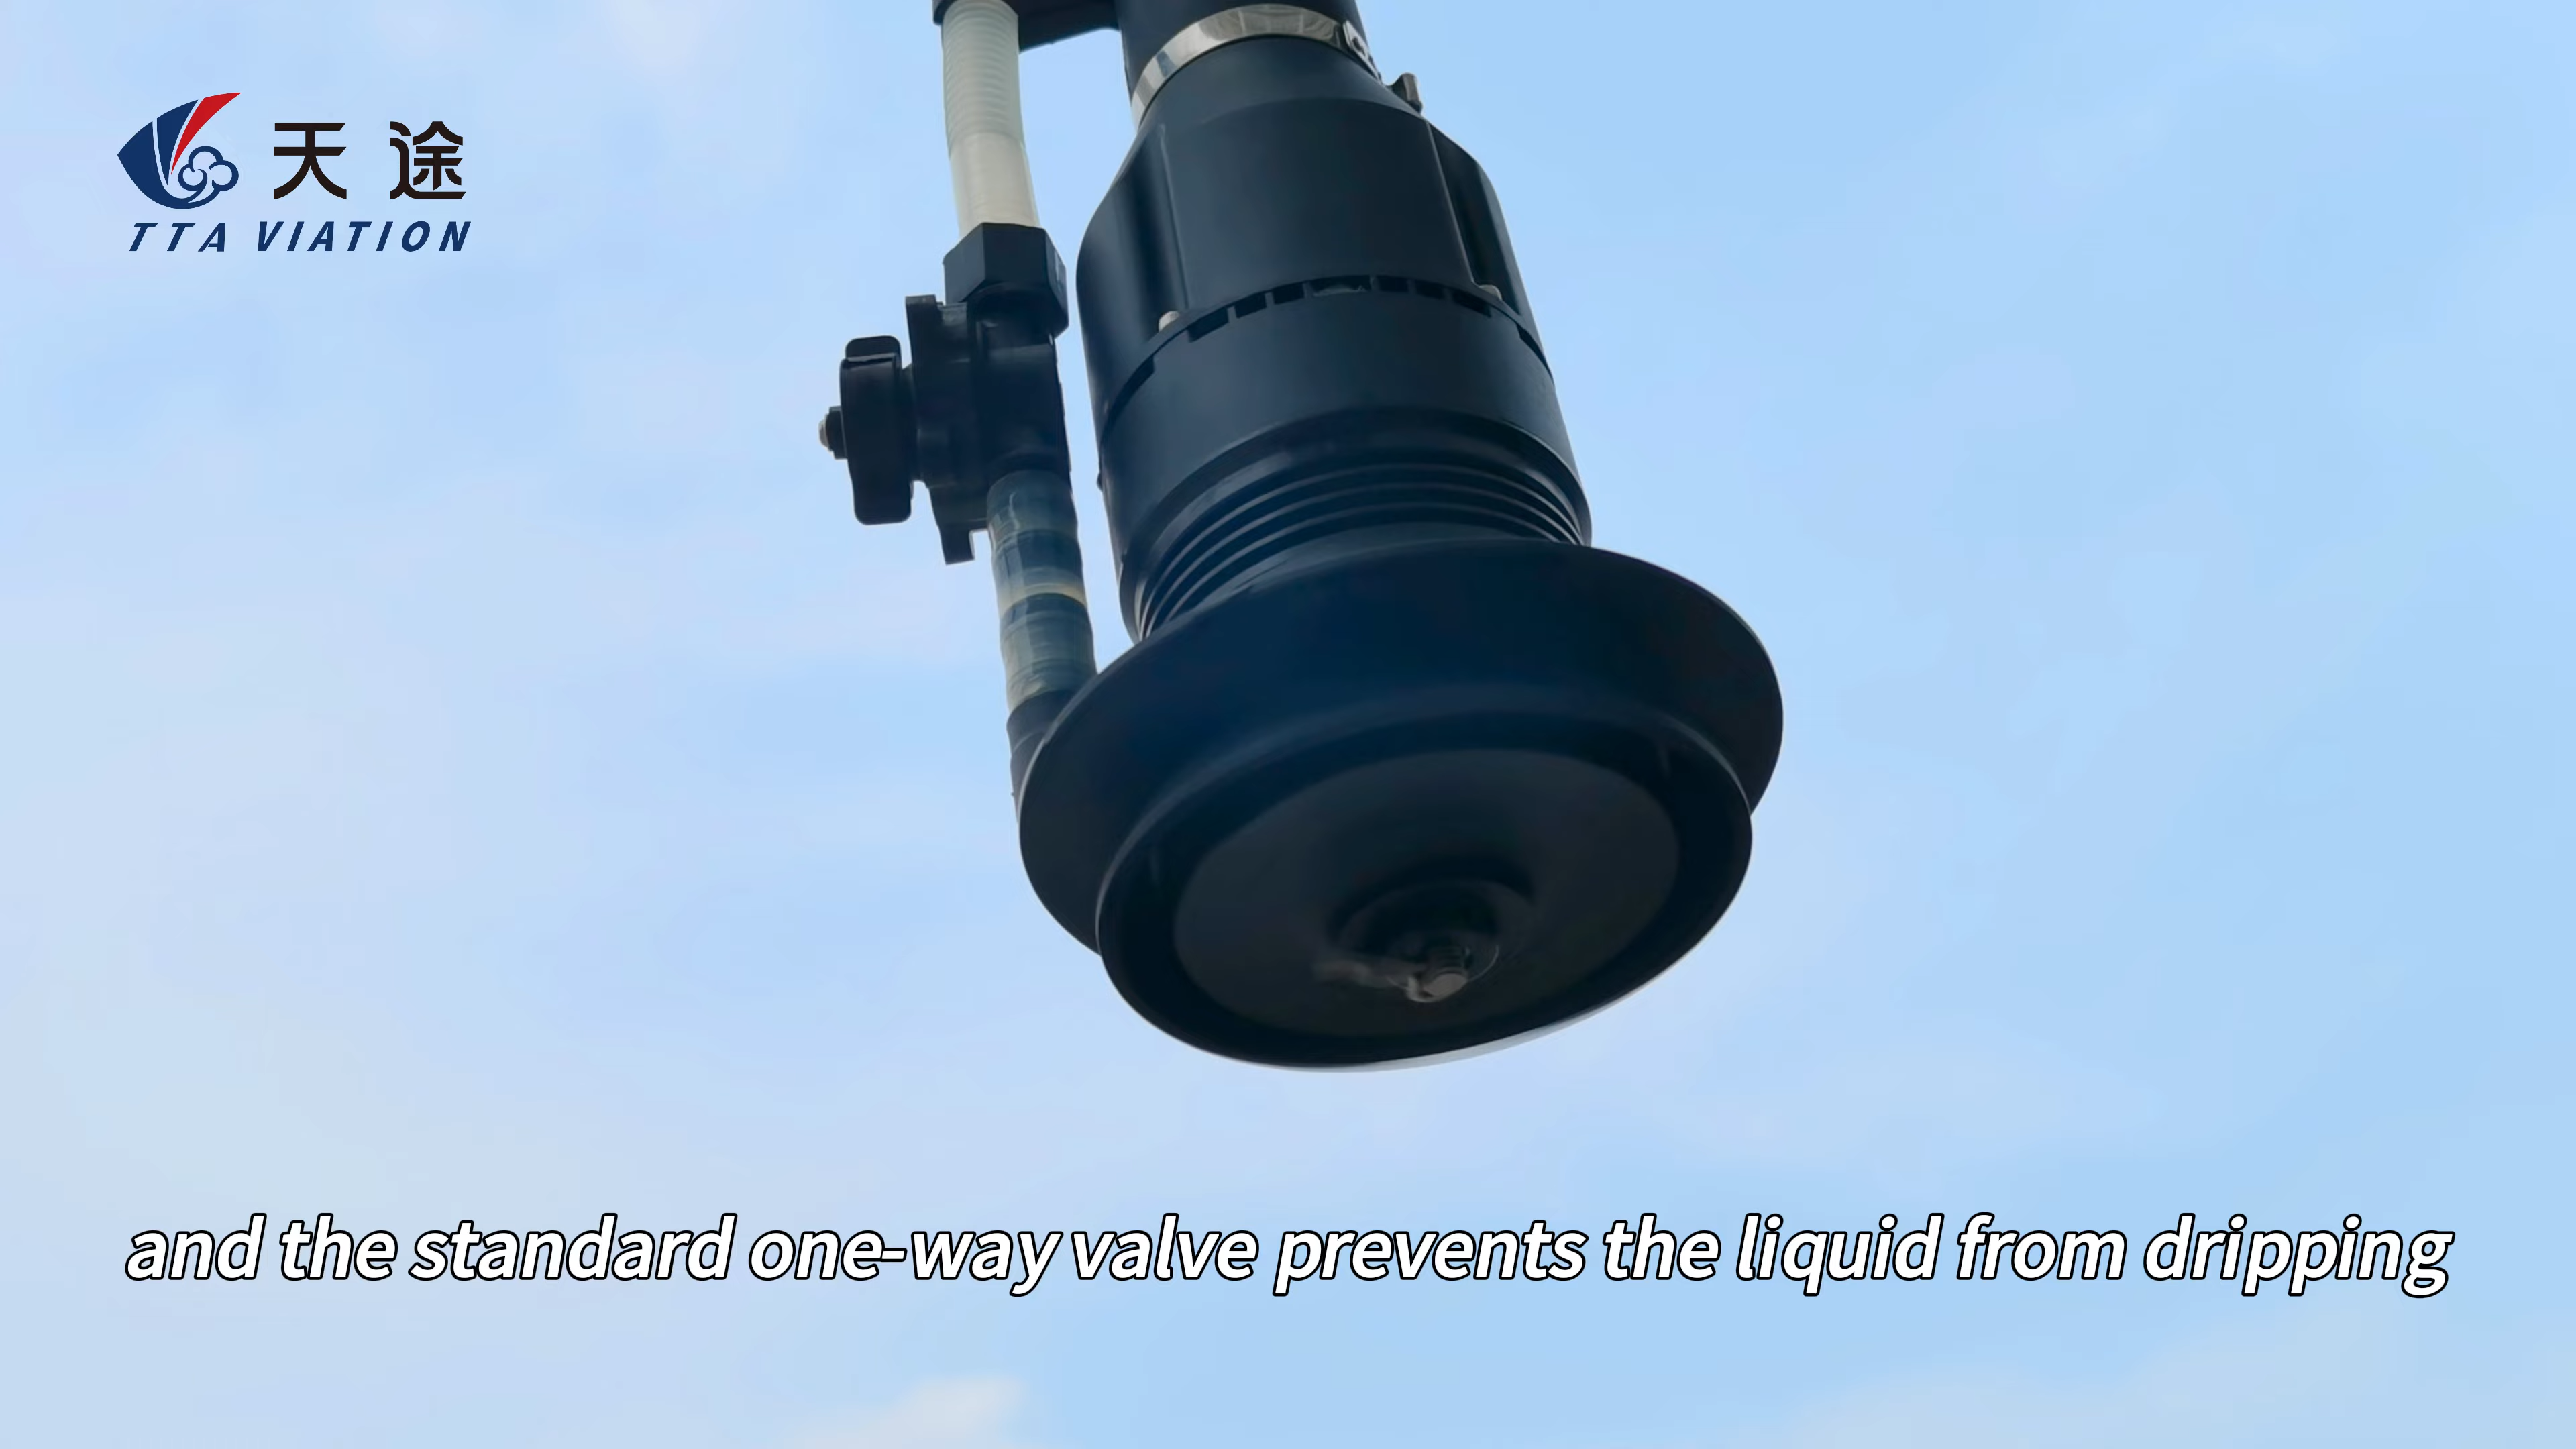 天途
TTA VIATION
and the standard one-way valve prevents the liquid from dripping